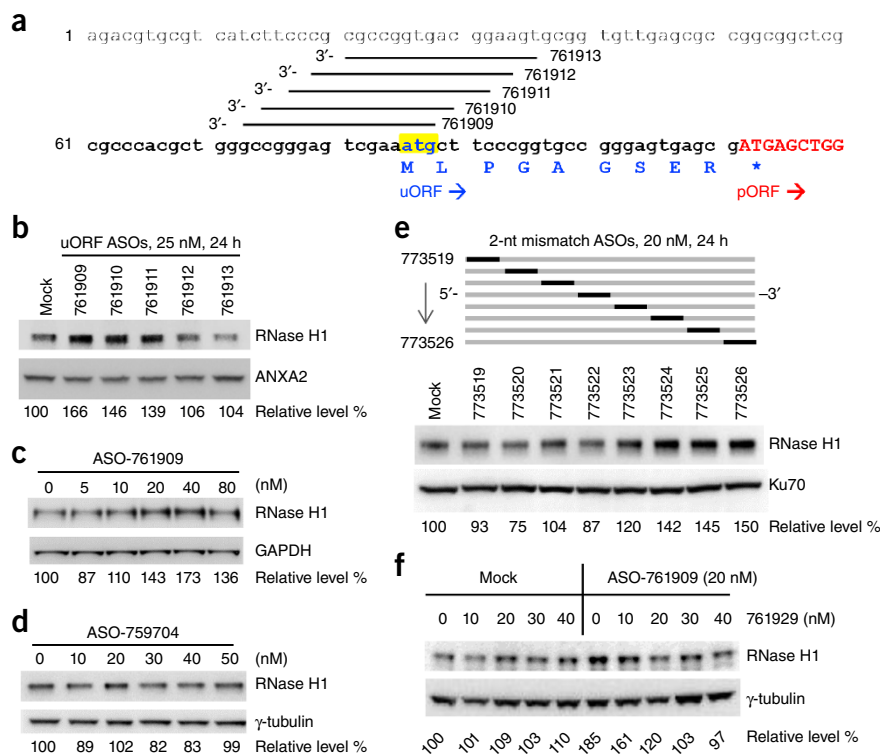 a
1 agacgtgcgt catcttcccg cgccggtgac ggaagtgcgg tgttgagcgc cggcggctcg
3′- 761913
3′- 761912
3′- 761911
3′- 761910
3′- 761909
61 cgcccacgct gggccgggag tcgaaatgct tcccggtgcc gggagtgagc gATGAGCTGG
M L P G A G S E R *
uORF → pORF →
b
uORF ASOs, 25 nM, 24 h
Mock 761909 761910 761911 761912 761913
RNase H1
ANXA2
100 166 146 139 106 104 Relative level %
c
ASO-761909
0 5 10 20 40 80 (nM)
RNase H1
GAPDH
100 87 110 143 173 136 Relative level %
d
ASO-759704
0 10 20 30 40 50 (nM)
RNase H1
γ-tubulin
100 89 102 82 83 99 Relative level %
e
2-nt mismatch ASOs, 20 nM, 24 h
773519
5′- –3′
773526
Mock 773519 773520 773521 773522 773523 773524 773525 773526
RNase H1
Ku70
100 93 75 104 87 120 142 145 150 Relative level %
f
Mock ASO-761909 (20 nM)
0 10 20 30 40 0 10 20 30 40 761929 (nM)
RNase H1
γ-tubulin
100 101 109 103 110 185 161 120 103 97 Relative level %